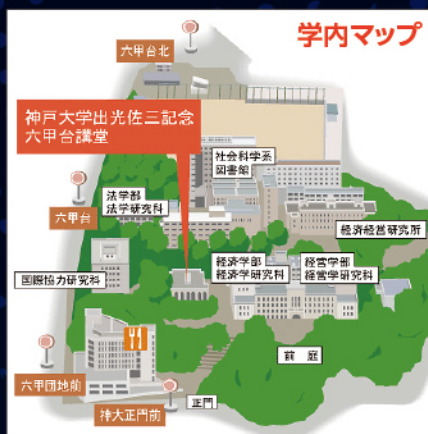 学内マップ
六甲台北
神戸大学出光佐三記念
六甲台講堂
社会科学系
図書館
法学部
法学研究科
六甲台
経済経営研究所
経済学部
経済学研究科
経営学部
経営学研究科
国際協力研究科
前庭
六甲団地前
神大正門前
正門